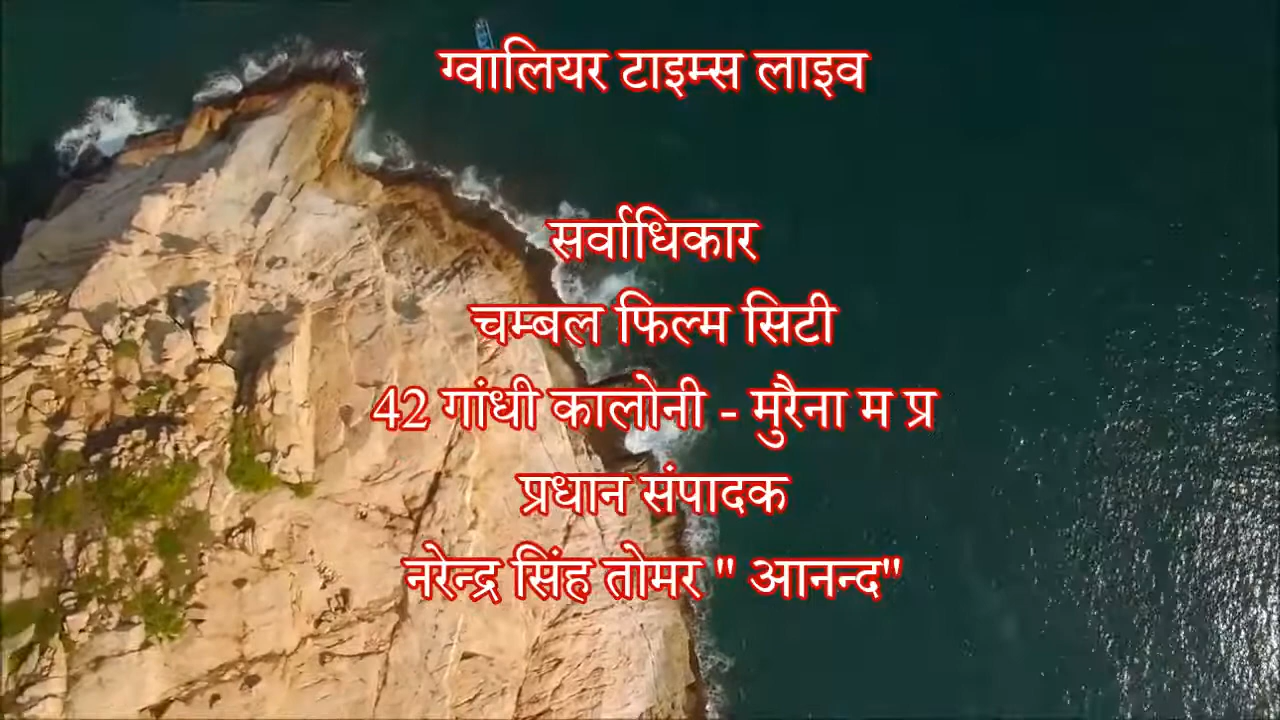 ग्वालियर टाइम्स लाइव
सर्वाधिकार
चम्बल फिल्म सिटी
42 गांधी कालोनी - मुरैना म प्र
प्रधान संपादक
नरेन्द्र सिंह तोमर " आनन्द"